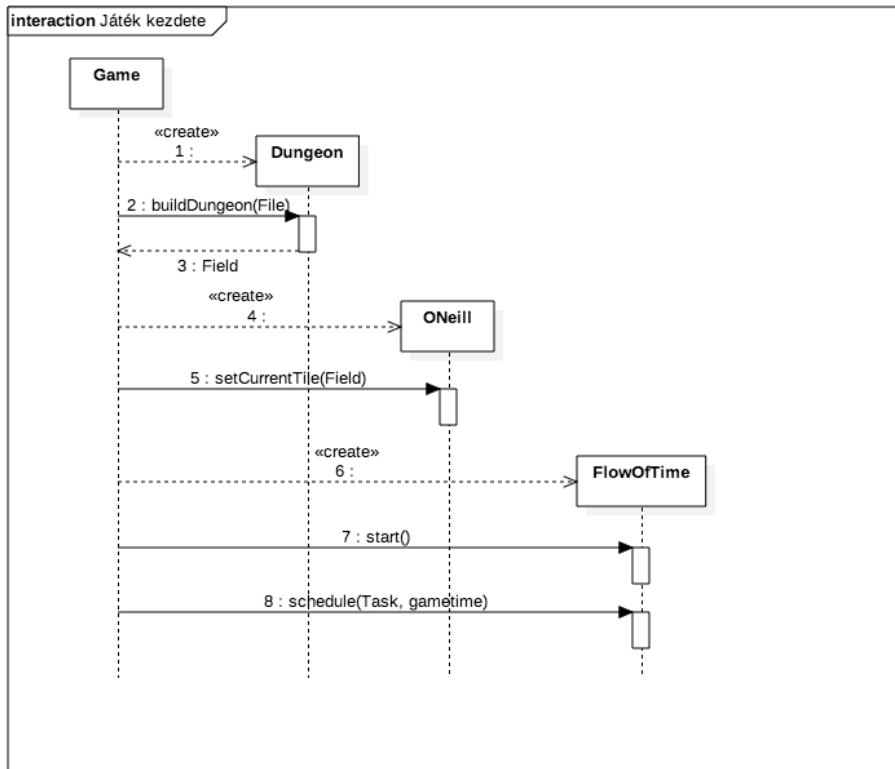 interaction Játék kezdete
Game
«create»
1 :
Dungeon
2 : buildDungeon(File)
3 : Field
«create»
4 :
ONeill
5 : setCurrentTile(Field)
«create»
6 :
FlowOfTime
7 : start()
8 : schedule(Task, gametime)